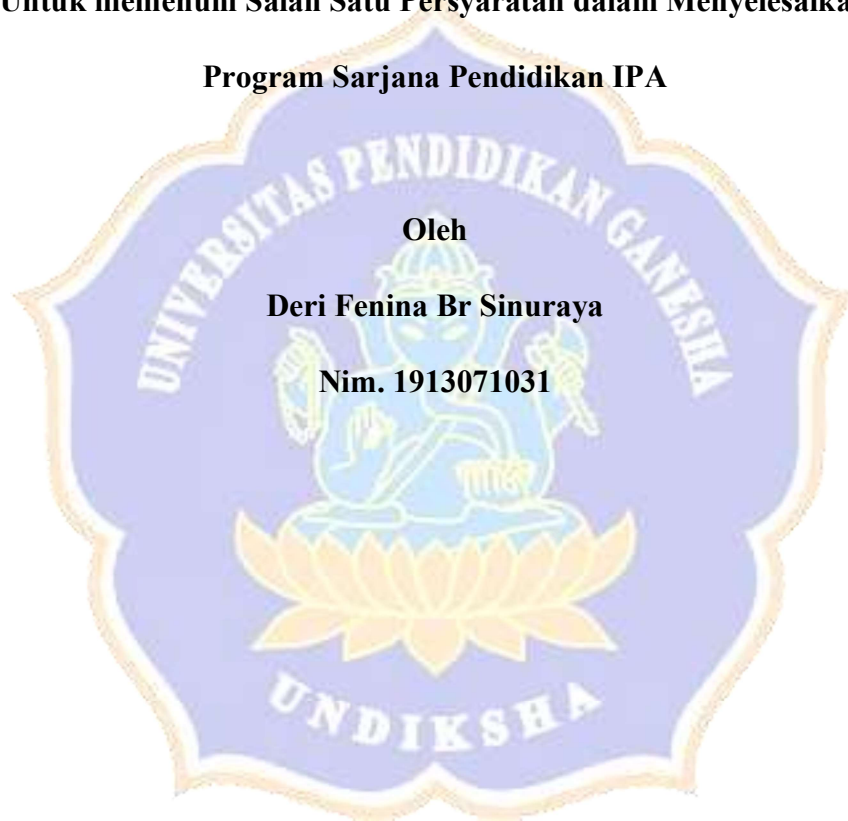 Untuk memenuhi Salah Satu Persyaratan dalam Menyelesaika
Program Sarjana Pendidikan IPA
UNIVERSITAS PENDIDIKAN GANESHA
Oleh
Deri Fenina Br Sinuraya
Nim. 1913071031
UNDIKSHA